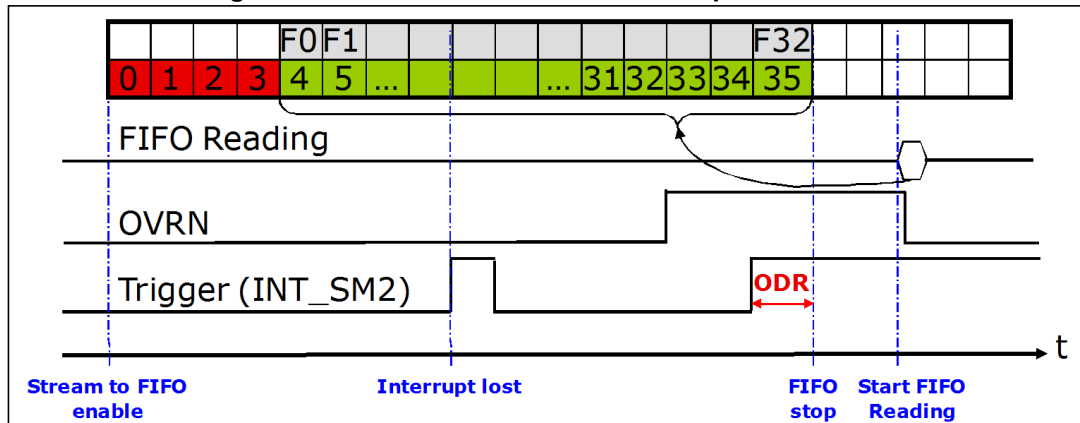 F0 F1 F32
0 1 2 3 4 5 ... ... 31 32 33 34 35
FIFO Reading
OVRN
Trigger (INT_SM2)
ODR
t
Stream to FIFO
enable
Interrupt lost
FIFO
stop
Start FIFO
Reading